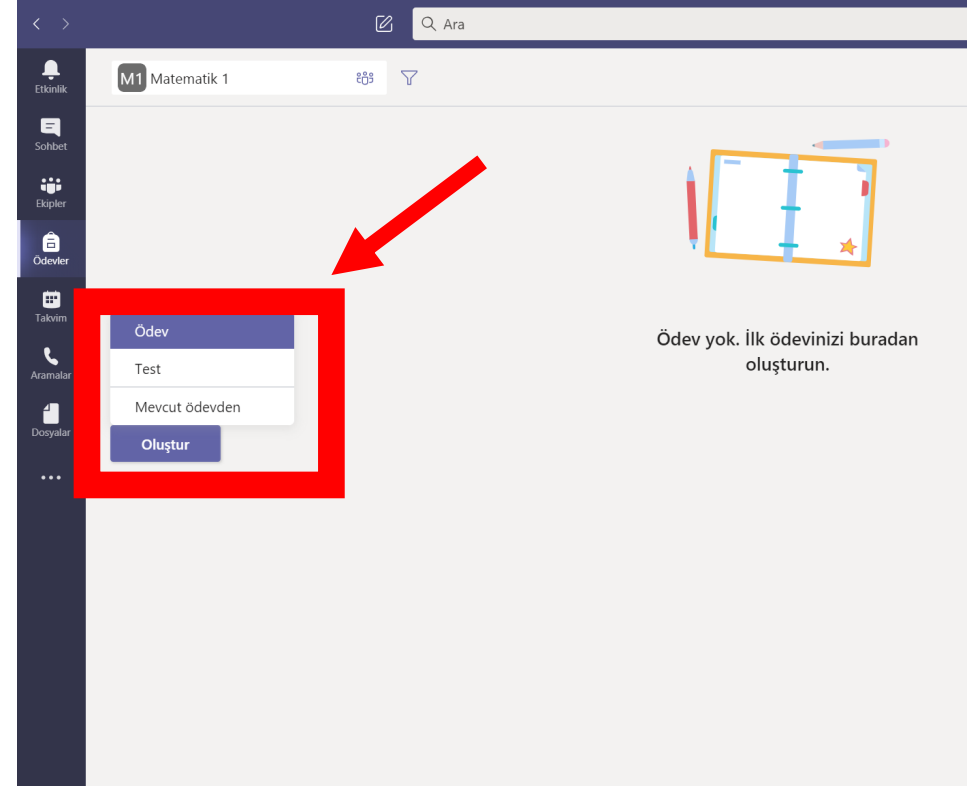 Ara
Etkinlik
Sohbet
Ekipler
Ödevler
Takvim
Aramalar
Dosyalar
M1 Matematik 1
Ödev
Test
Mevcut ödevden
Oluştur
Ödev yok. İlk ödevinizi buradan
oluşturun.